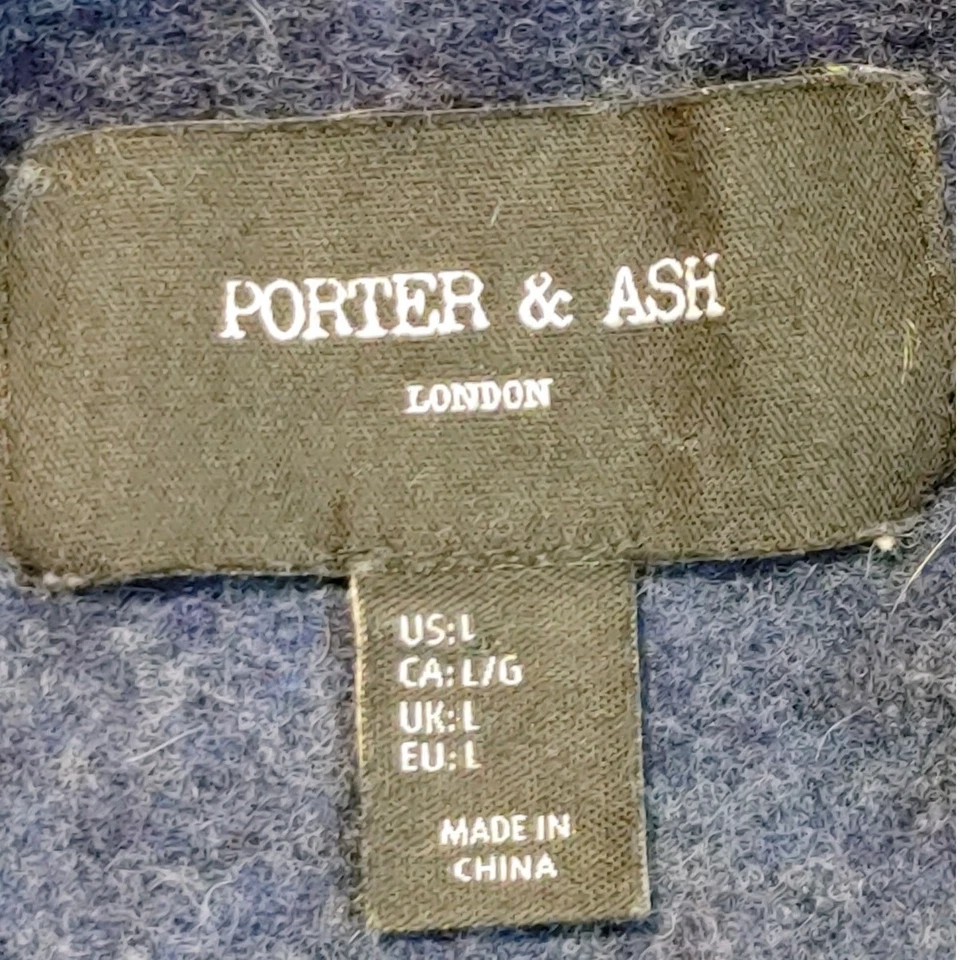 PORTER & ASH
LONDON
US: L
CA: L/G
UK: L
EU: L
MADE IN
CHINA